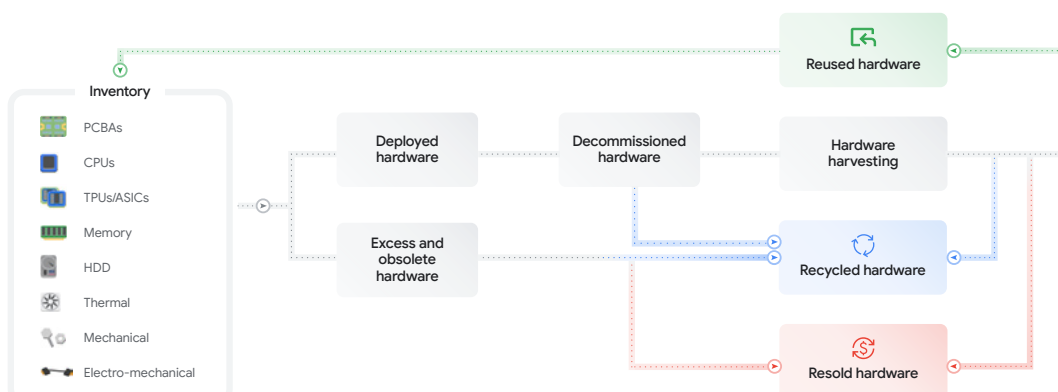 Reused hardware
Inventory
PCBAs
CPUs
TPUs/ASICs
Memory
HDD
Thermal
Mechanical
Electro-mechanical
Deployed
hardware
Decommissioned
hardware
Hardware
harvesting
Excess and
obsolete
hardware
Recycled hardware
Resold hardware